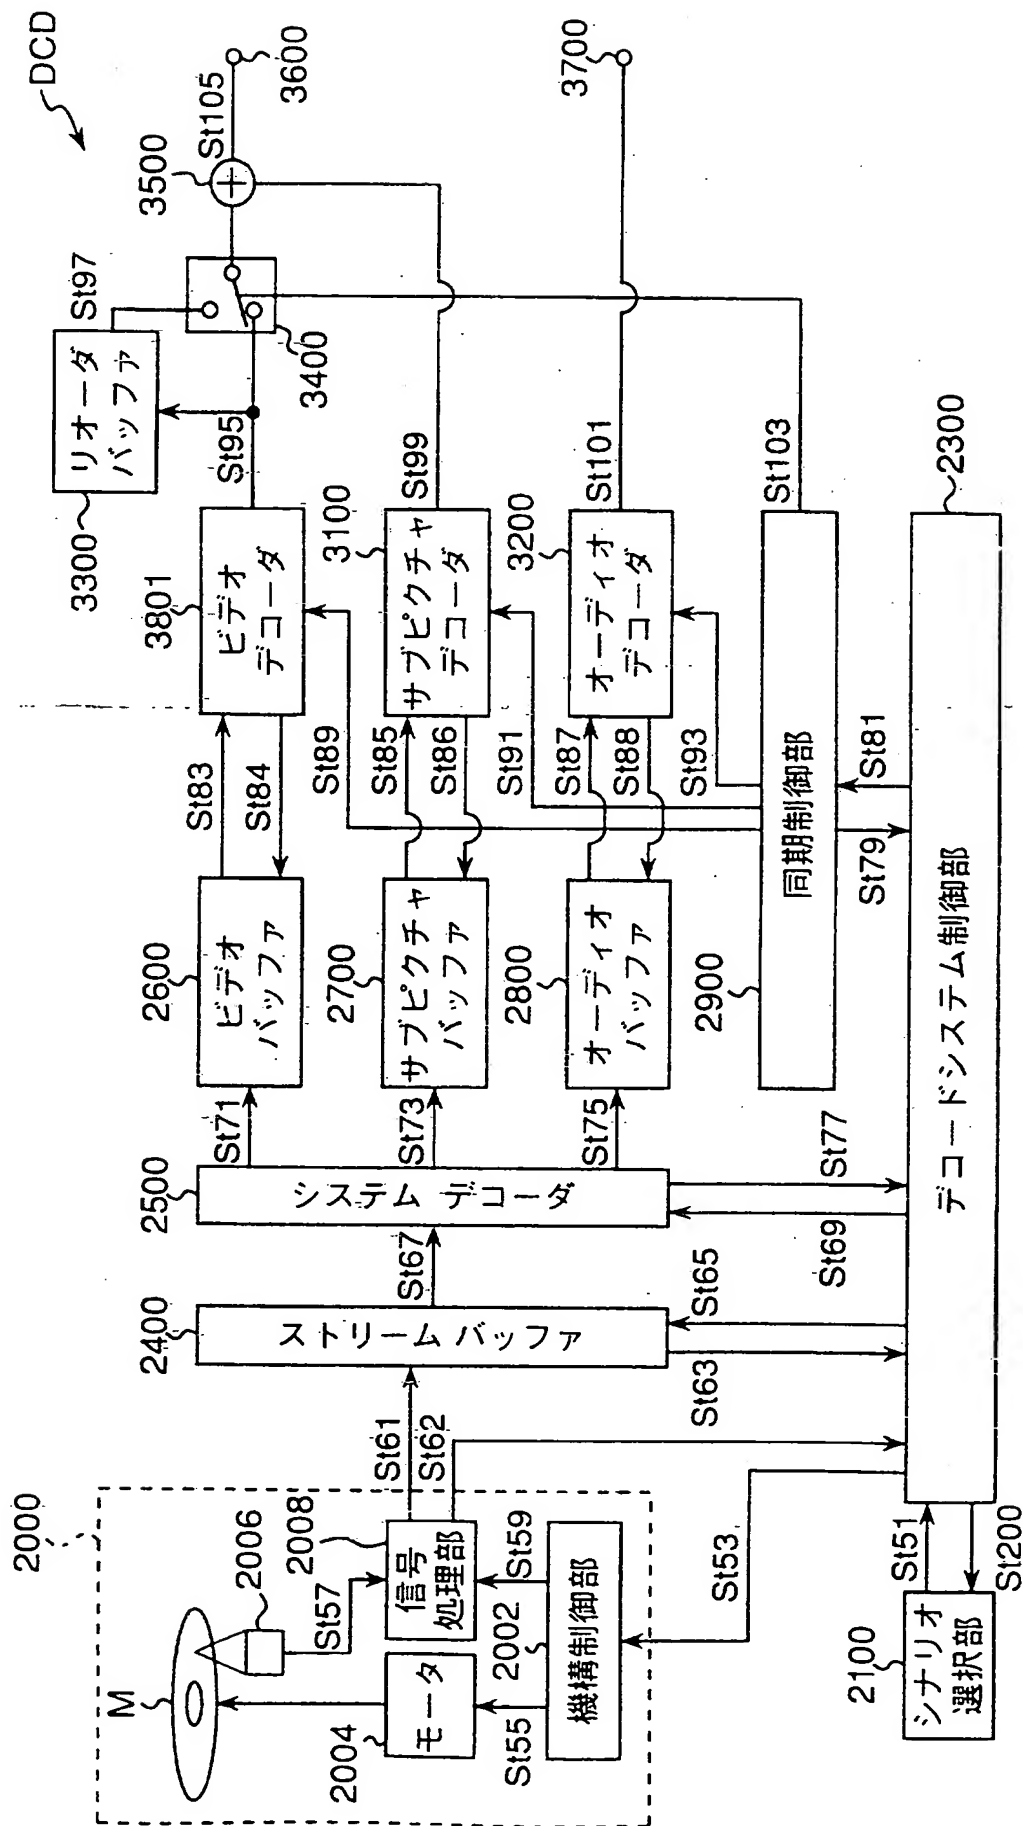 DCD
2000
M
2006
St57
2004
モータ
2008
信号
処理部
St55
2002
St59
機構制御部
St61
St62
St53
2100
シナリオ
選択部
St51
St200
2400
ストリーム バッファ
St63
St65
St67
2500
システム デコーダ
St69
St77
St71
St73
St75
2600
ビデオ
バッファ
2700
サブピクチャ
バッファ
2800
オーディオ
バッファ
2900
同期制御部
St79
St81
2300
デコードシステム制御部
St83
St84
St89
St85
St86
St91
St87
St88
St93
3801
ビデオ
デコーダ
3100
サブピクチャ
デコーダ
3200
オーディオ
デコーダ
3300
リオーダ
バッファ
St95
St97
St99
St101
St103
3400
3500
St105
3600
3700